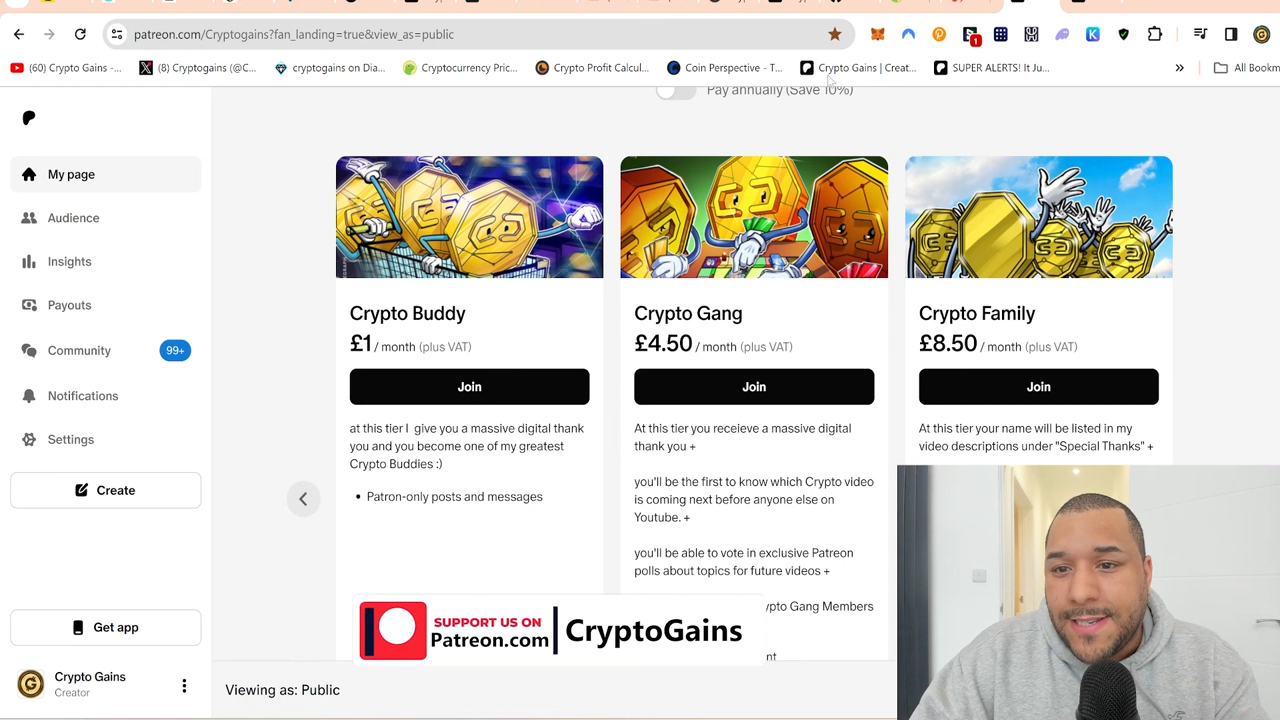 patreon.com/Cryptogains?fan_landing=true&view_as=public
1
(60) Crypto Gains -...
(8) Cryptogains (@C...
cryptogains on Dia...
Cryptocurrency Pric...
Crypto Profit Calcul...
Coin Perspective - T...
Crypto Gains | Creat...
SUPER ALERTS! It Ju...
»
All Bookm
Pay annually (Save 10%)
My page
Audience
Insights
Payouts
Community
99+
Notifications
Settings
Create
Get app
Crypto Gains
Creator
Crypto Buddy
£1 / month (plus VAT)
Join
at this tier I give you a massive digital thank
you and you become one of my greatest
Crypto Buddies :)
• Patron-only posts and messages
Crypto Gang
£4.50 / month (plus VAT)
Join
At this tier you receieve a massive digital
thank you +
you'll be the first to know which Crypto video
is coming next before anyone else on
Youtube. +
you'll be able to vote in exclusive Patreon
polls about topics for future videos +
ypto Gang Members
nt
Crypto Family
£8.50 / month (plus VAT)
Join
At this tier your name will be listed in my
video descriptions under "Special Thanks" +
SUPPORT US ON
Patreon.com
CryptoGains
Viewing as: Public